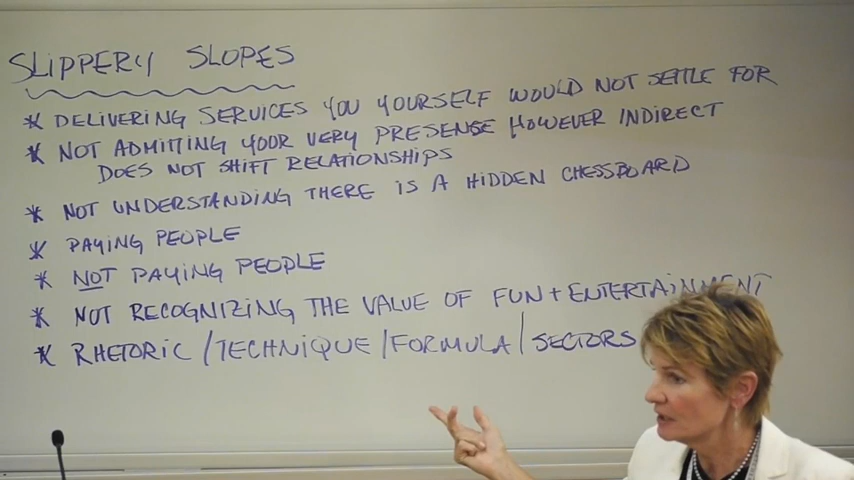 SLIPPERY SLOPES
* DELIVERING SERVICES YOU YOURSELF WOULD NOT SETTLE FOR
* NOT ADMITTING YOUR VERY PRESENSE HOWEVER INDIRECT
DOES NOT SHIFT RELATIONSHIPS
* NOT UNDERSTANDING THERE IS A HIDDEN CHESSBOARD
* PAYING PEOPLE
* NOT PAYING PEOPLE
* NOT RECOGNIZING THE VALUE OF FUN + ENTERTAINMENT
* RHETORIC / TECHNIQUE / FORMULA / SECTORS